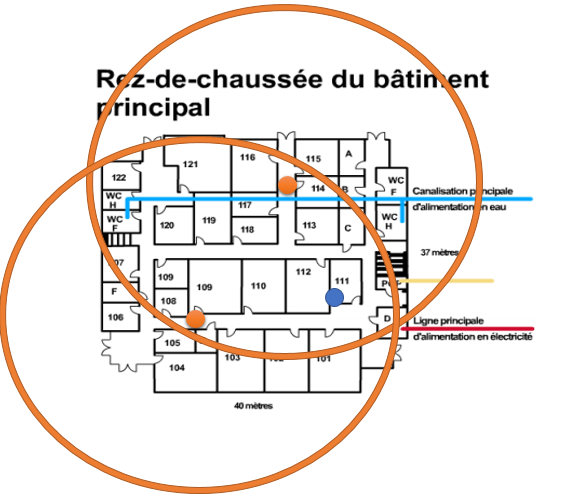 Rez-de-chaussée du bâtiment
principal
121
116
115
A
122
114
B
WC
F
Canalisation principale
WC
H
117
d'alimentation en eau
WC
F
120
119
118
113
C
WC
H
07
109
109
110
112
111
37 mètres
F
108
106
D
Ligne principale
d'alimentation en électricité
105
104
103
101
40 mètres